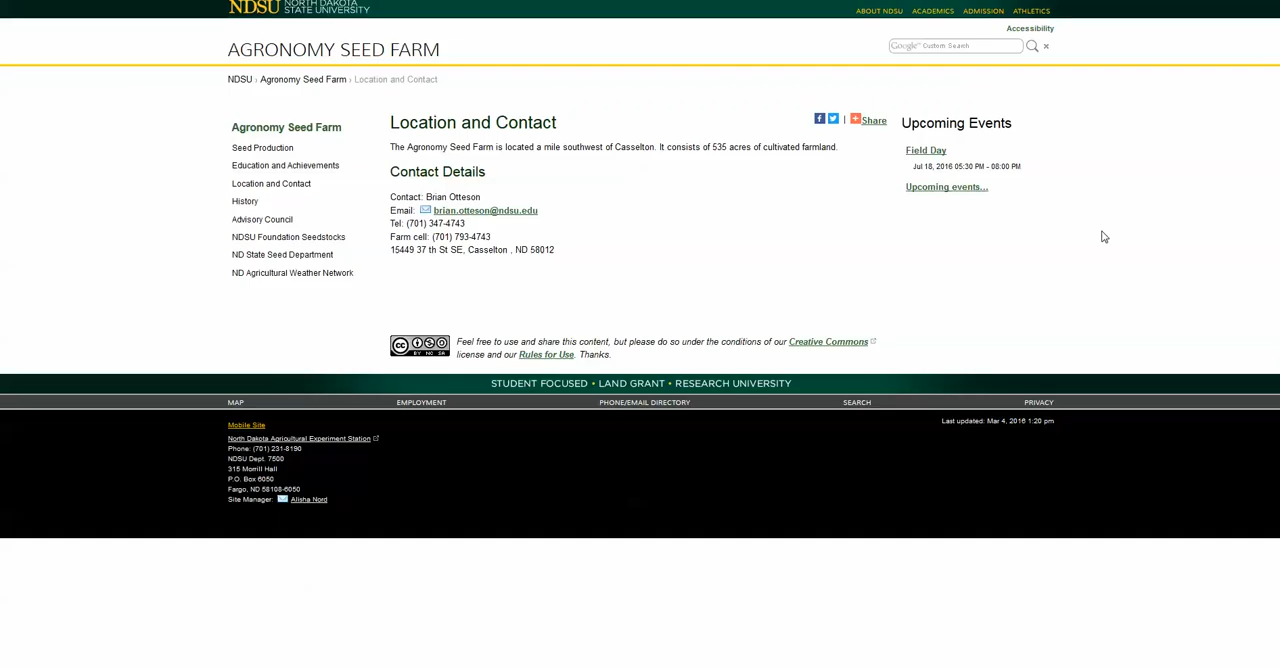 NDSU NORTH DAKOTA STATE UNIVERSITY
ABOUT NDSU ACADEMICS ADMISSION ATHLETICS
Accessibility
AGRONOMY SEED FARM
Google Custom Search
NDSU › Agronomy Seed Farm › Location and Contact
Agronomy Seed Farm
Seed Production
Education and Achievements
Location and Contact
History
Advisory Council
NDSU Foundation Seedstocks
ND State Seed Department
ND Agricultural Weather Network
Location and Contact
| Share
The Agronomy Seed Farm is located a mile southwest of Casselton. It consists of 535 acres of cultivated farmland.
Contact Details
Contact: Brian Otteson
Email: brian.otteson@ndsu.edu
Tel: (701) 347-4743
Farm cell: (701) 793-4743
15449 37 th St SE, Casselton , ND 58012
Upcoming Events
Field Day
Jul 18, 2016 05:30 PM - 08:00 PM
Upcoming events...
CC BY NC SA
Feel free to use and share this content, but please do so under the conditions of our Creative Commons
license and our Rules for Use. Thanks.
STUDENT FOCUSED • LAND GRANT • RESEARCH UNIVERSITY
MAP EMPLOYMENT PHONE/EMAIL DIRECTORY SEARCH PRIVACY
Mobile Site
Last updated: Mar 4, 2016 1:20 pm
North Dakota Agricultural Experiment Station
Phone: (701) 231-8190
NDSU Dept. 7500
315 Morrill Hall
P.O. Box 6050
Fargo, ND 58108-6050
Site Manager: Alisha Nord